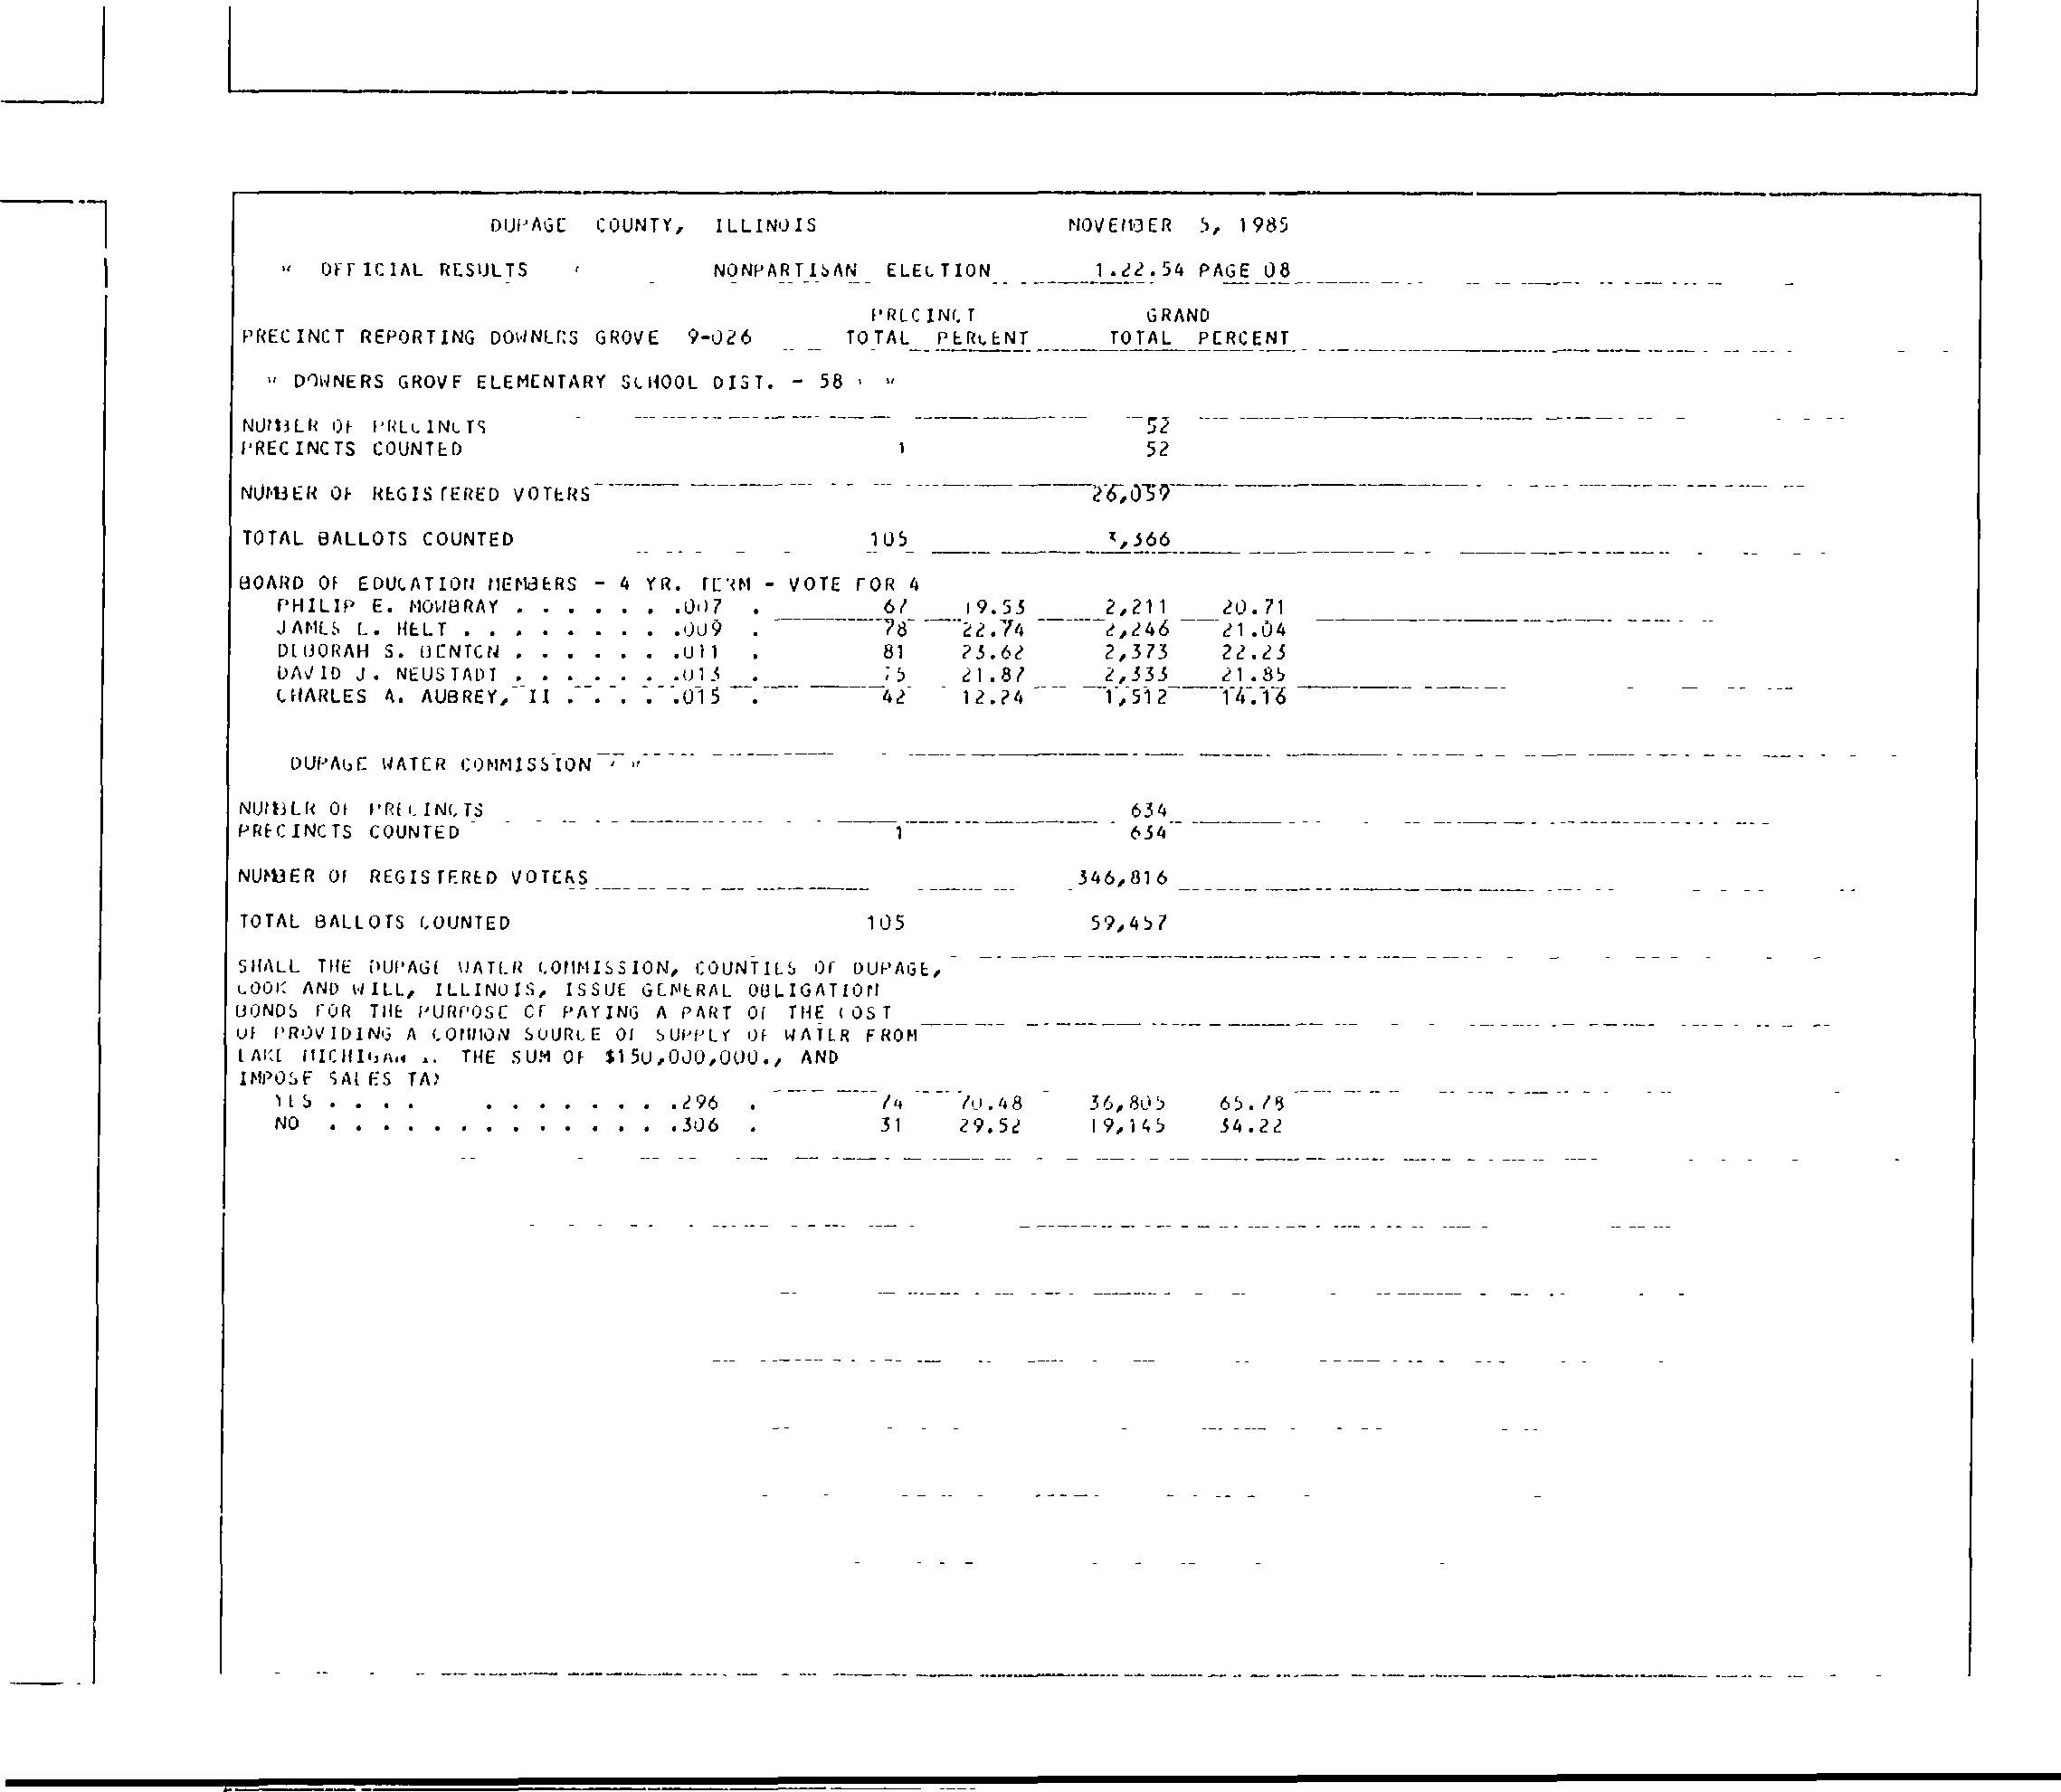 DUPAGE COUNTY, ILLINOIS NOVEMBER 5, 1985
" OFFICIAL RESULTS NONPARTISAN ELECTION 1.22.54 PAGE 08
PRECINCT GRAND
PRECINCT REPORTING DOWNERS GROVE 9-026 TOTAL PERCENT TOTAL PERCENT
" DOWNERS GROVE ELEMENTARY SCHOOL DIST. - 58 "
NUMBER OF PRECINCTS 52
PRECINCTS COUNTED 1 52
NUMBER OF REGISTERED VOTERS 26,059
TOTAL BALLOTS COUNTED 105 3,366
BOARD OF EDUCATION MEMBERS - 4 YR. TERM - VOTE FOR 4
PHILIP E. MOWBRAY . . . . . . .007 . 67 19.53 2,211 20.71
JAMES L. HELT . . . . . . . . .009 . 78 22.74 2,246 21.04
DEBORAH S. BENTON . . . . . . .011 . 81 23.62 2,373 22.23
DAVID J. NEUSTADT . . . . . . .013 . 75 21.87 2,333 21.85
CHARLES A. AUBREY, II . . . . .015 . 42 12.24 1,512 14.16
DUPAGE WATER COMMISSION "
NUMBER OF PRECINCTS 634
PRECINCTS COUNTED 1 634
NUMBER OF REGISTERED VOTERS 346,816
TOTAL BALLOTS COUNTED 105 59,457
SHALL THE DUPAGE WATER COMMISSION, COUNTIES OF DUPAGE,
COOK AND WILL, ILLINOIS, ISSUE GENERAL OBLIGATION
BONDS FOR THE PURPOSE OF PAYING A PART OF THE COST
OF PROVIDING A COMMON SOURCE OF SUPPLY OF WATER FROM
LAKE MICHIGAN THE SUM OF $150,000,000., AND
IMPOSE SALES TAX
YES . . . . . . . . . . . .296 . 74 70.48 36,805 65.78
NO . . . . . . . . . . . . . .306 . 31 29.52 19,145 34.22